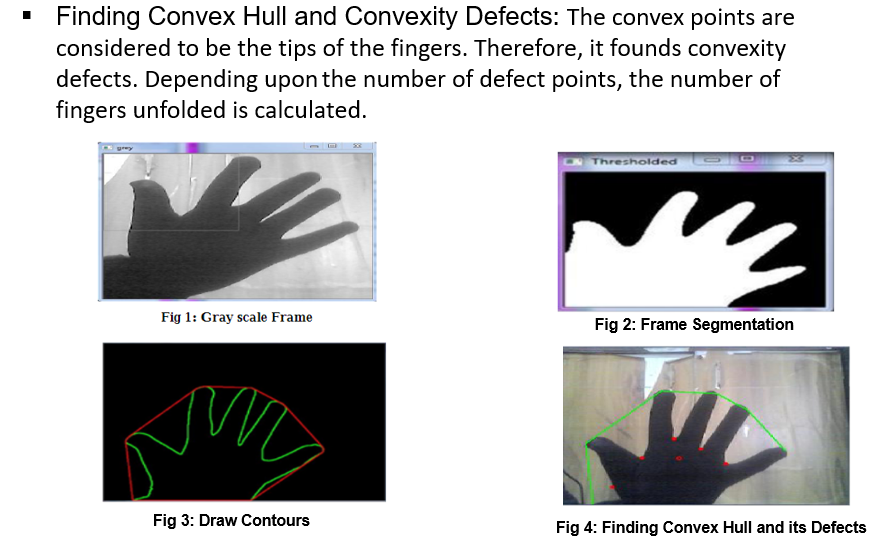 ▪ Finding Convex Hull and Convexity Defects: The convex points are
considered to be the tips of the fingers. Therefore, it founds convexity
defects. Depending upon the number of defect points, the number of
fingers unfolded is calculated.
grey
Thresholded
Fig 1: Gray scale Frame
Fig 2: Frame Segmentation
Fig 3: Draw Contours
Fig 4: Finding Convex Hull and its Defects